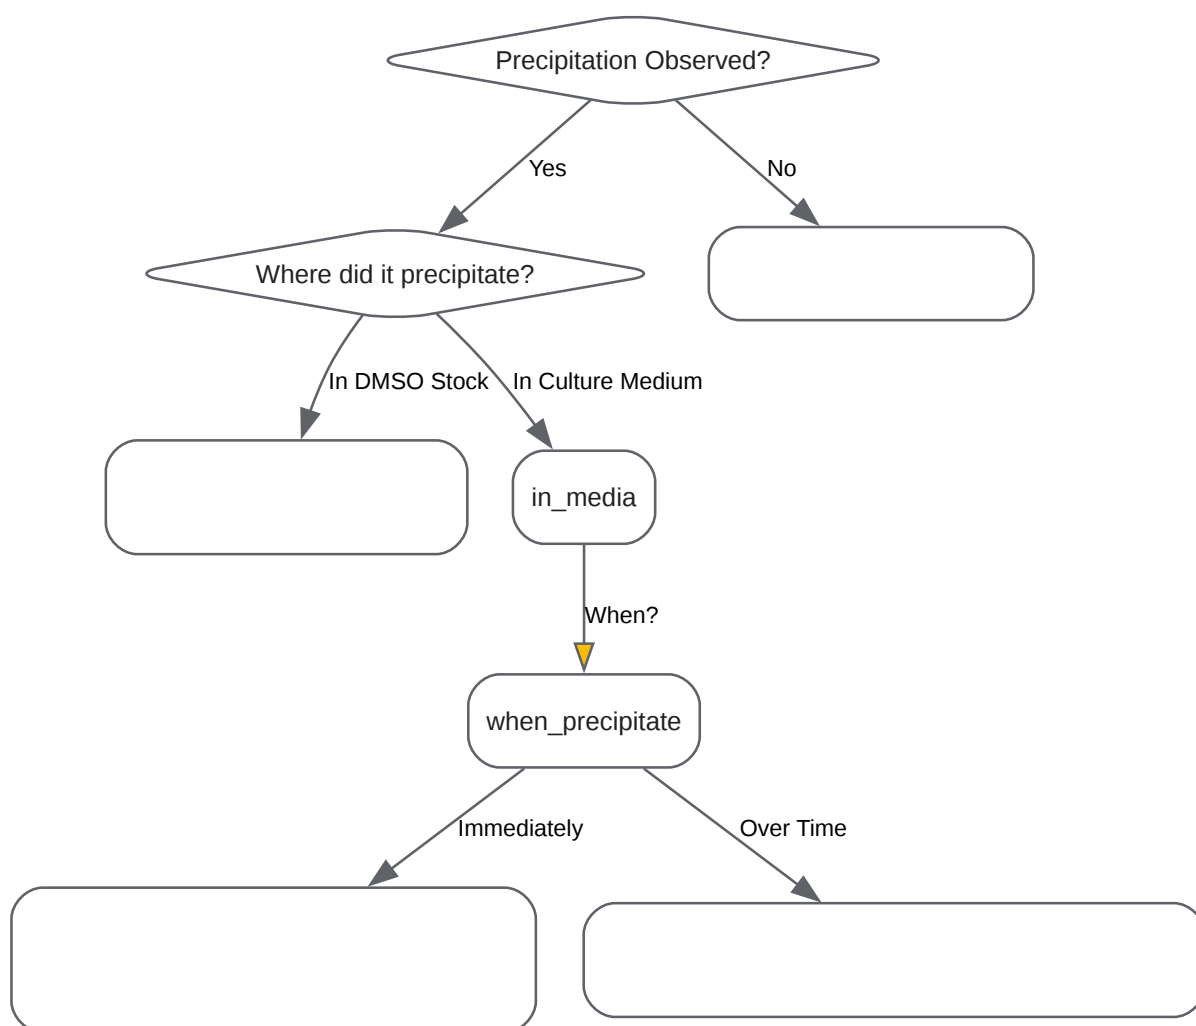 Precipitation Observed?
Yes
No
Where did it precipitate?
In DMSO Stock
In Culture Medium
in_media
When?
when_precipitate
Immediately
Over Time